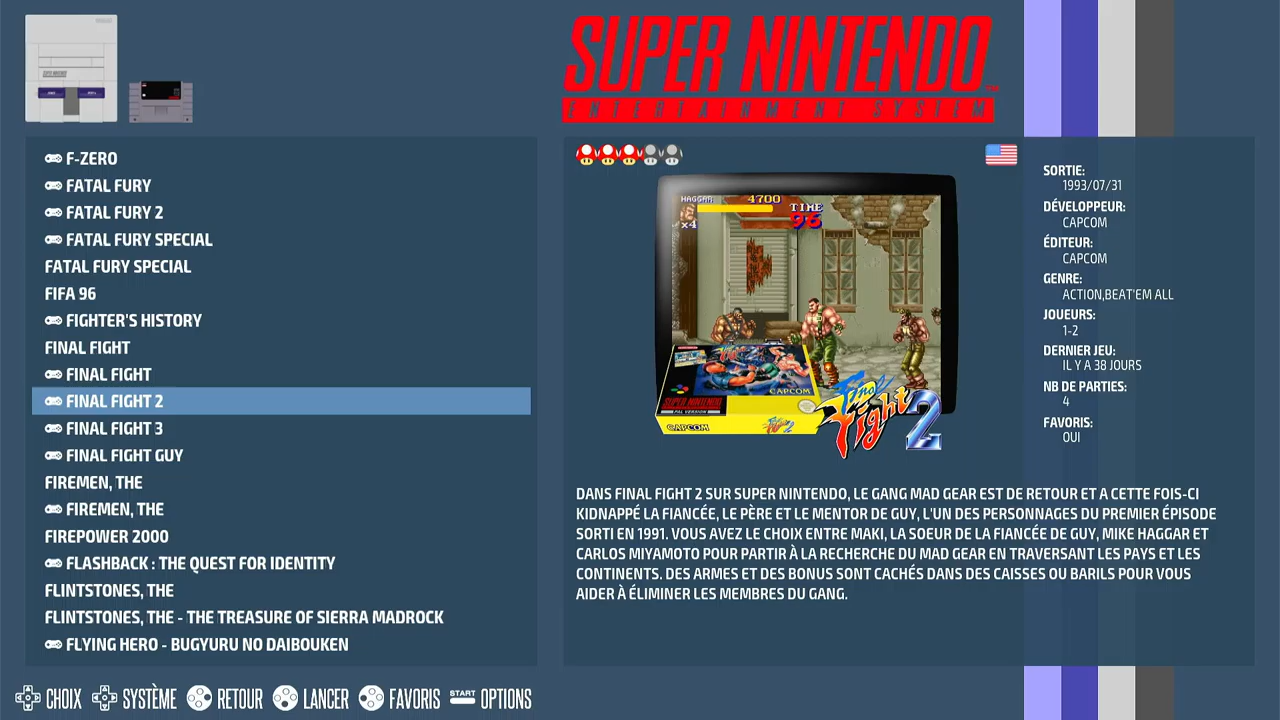 SUPER NINTENDO
ENTERTAINMENT SYSTEM
F-ZERO
FATAL FURY
FATAL FURY 2
FATAL FURY SPECIAL
FATAL FURY SPECIAL
FIFA 96
FIGHTER'S HISTORY
FINAL FIGHT
FINAL FIGHT
FINAL FIGHT 2
FINAL FIGHT 3
FINAL FIGHT GUY
FIREMEN, THE
FIREMEN, THE
FIREPOWER 2000
FLASHBACK : THE QUEST FOR IDENTITY
FLINTSTONES, THE
FLINTSTONES, THE - THE TREASURE OF SIERRA MADROCK
FLYING HERO - BUGYURU NO DAIBOUKEN
HAGGAR 4700
x4
TIME
96
CAPCOM
SUPER NINTENDO
PAL VERSION
CAPCOM
Final
Fight
2
SORTIE:
1993/07/31
DÉVELOPPEUR:
CAPCOM
ÉDITEUR:
CAPCOM
GENRE:
ACTION,BEAT'EM ALL
JOUEURS:
1-2
DERNIER JEU:
IL Y A 38 JOURS
NB DE PARTIES:
4
FAVORIS:
OUI
DANS FINAL FIGHT 2 SUR SUPER NINTENDO, LE GANG MAD GEAR EST DE RETOUR ET A CETTE FOIS-CI
KIDNAPPÉ LA FIANCÉE, LE PÈRE ET LE MENTOR DE GUY, L'UN DES PERSONNAGES DU PREMIER ÉPISODE
SORTI EN 1991. VOUS AVEZ LE CHOIX ENTRE MAKI, LA SOEUR DE LA FIANCÉE DE GUY, MIKE HAGGAR ET
CARLOS MIYAMOTO POUR PARTIR À LA RECHERCHE DU MAD GEAR EN TRAVERSANT LES PAYS ET LES
CONTINENTS. DES ARMES ET DES BONUS SONT CACHÉS DANS DES CAISSES OU BARILS POUR VOUS
AIDER À ÉLIMINER LES MEMBRES DU GANG.
CHOIX SYSTÈME RETOUR LANCER FAVORIS START OPTIONS